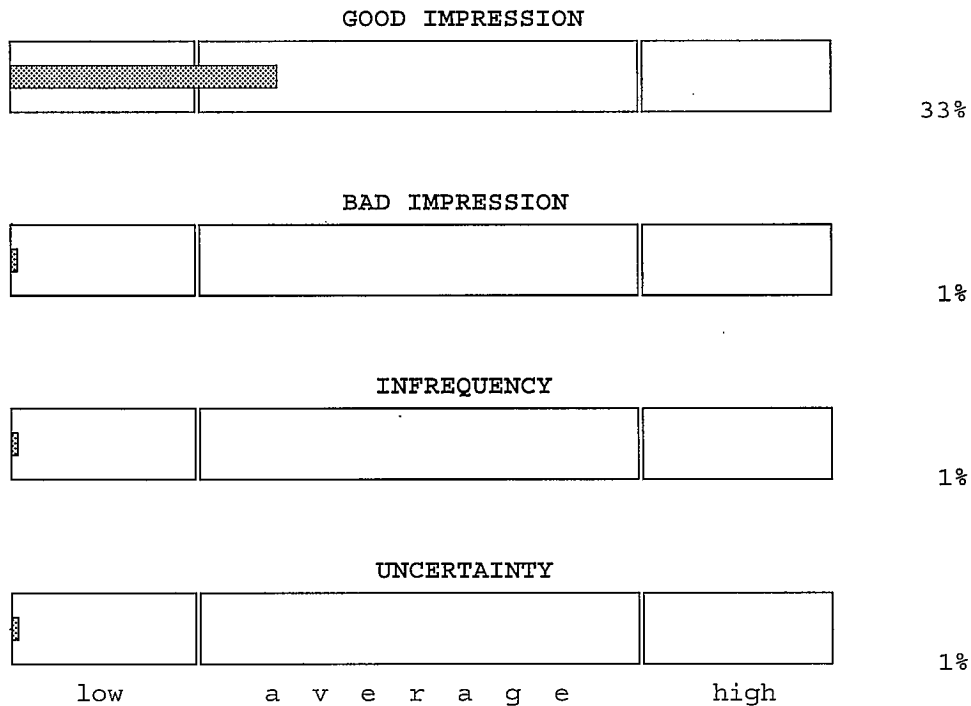 GOOD IMPRESSION
33%
BAD IMPRESSION
1%
INFREQUENCY
1%
UNCERTAINTY
1%
low a v e r a g e high